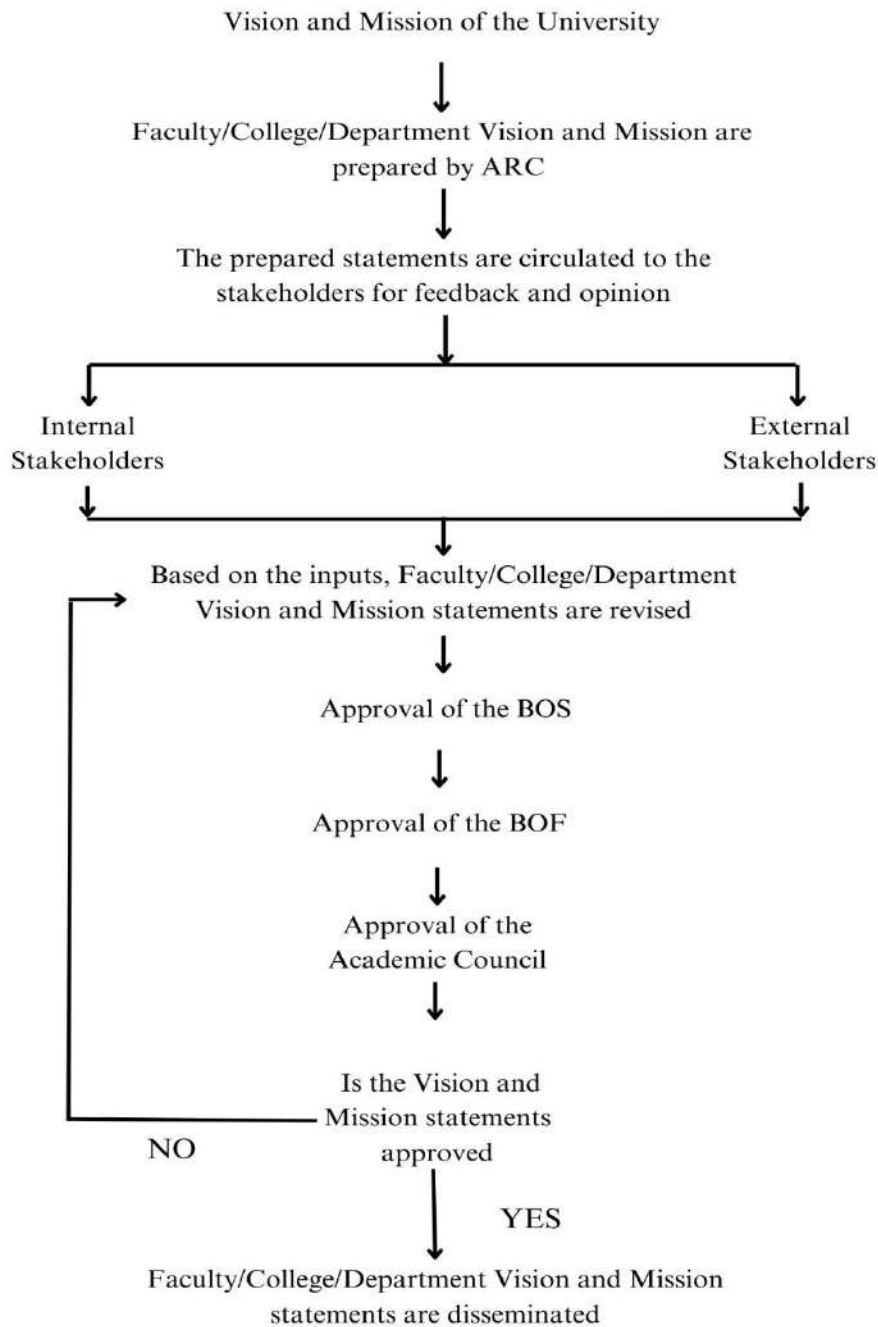 Vision and Mission of the University
Faculty/College/Department Vision and Mission are
prepared by ARC
The prepared statements are circulated to the
stakeholders for feedback and opinion
Internal
Stakeholders
External
Stakeholders
Based on the inputs, Faculty/College/Department
Vision and Mission statements are revised
Approval of the BOS
Approval of the BOF
Approval of the
Academic Council
Is the Vision and
Mission statements
approved
NO
YES
Faculty/College/Department Vision and Mission
statements are disseminated